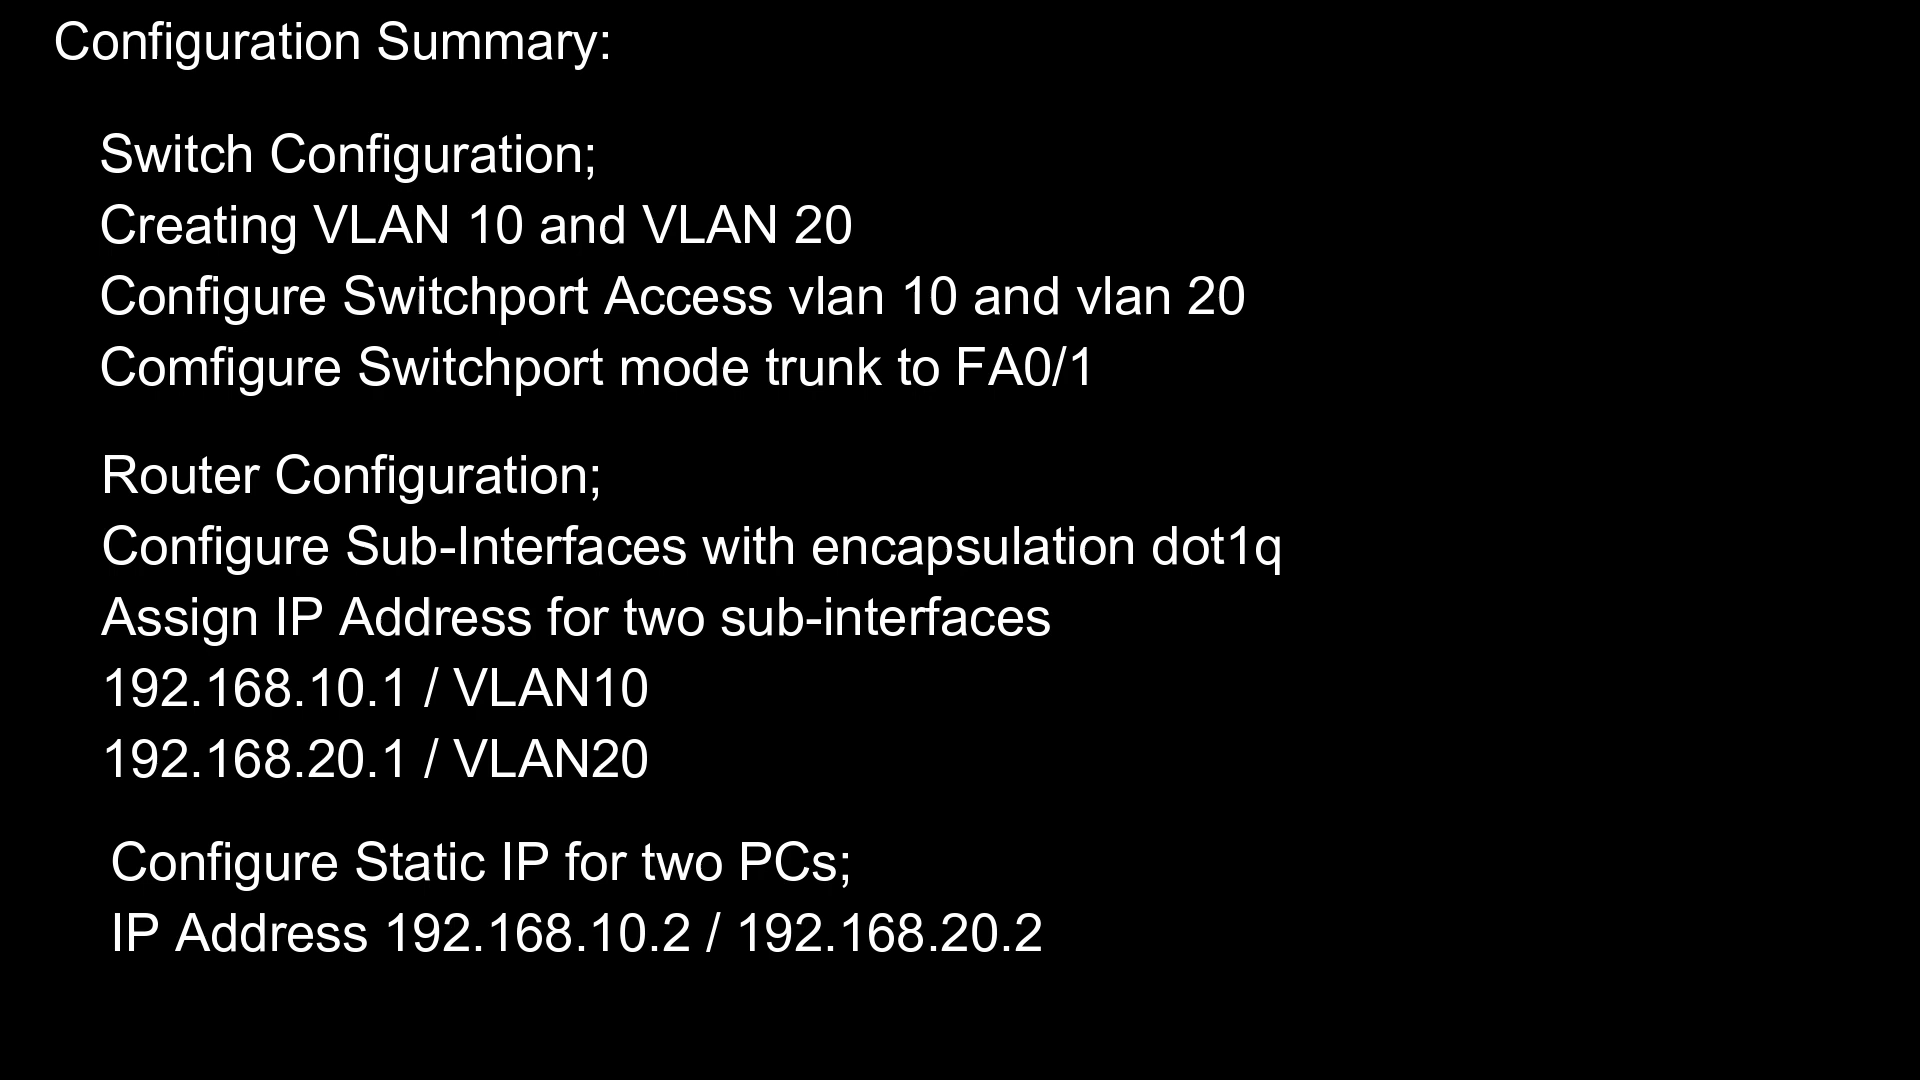 Configuration Summary:
Switch Configuration;
Creating VLAN 10 and VLAN 20
Configure Switchport Access vlan 10 and vlan 20
Comfigure Switchport mode trunk to FA0/1
Router Configuration;
Configure Sub-Interfaces with encapsulation dot1q
Assign IP Address for two sub-interfaces
192.168.10.1 / VLAN10
192.168.20.1 / VLAN20
Configure Static IP for two PCs;
IP Address 192.168.10.2 / 192.168.20.2